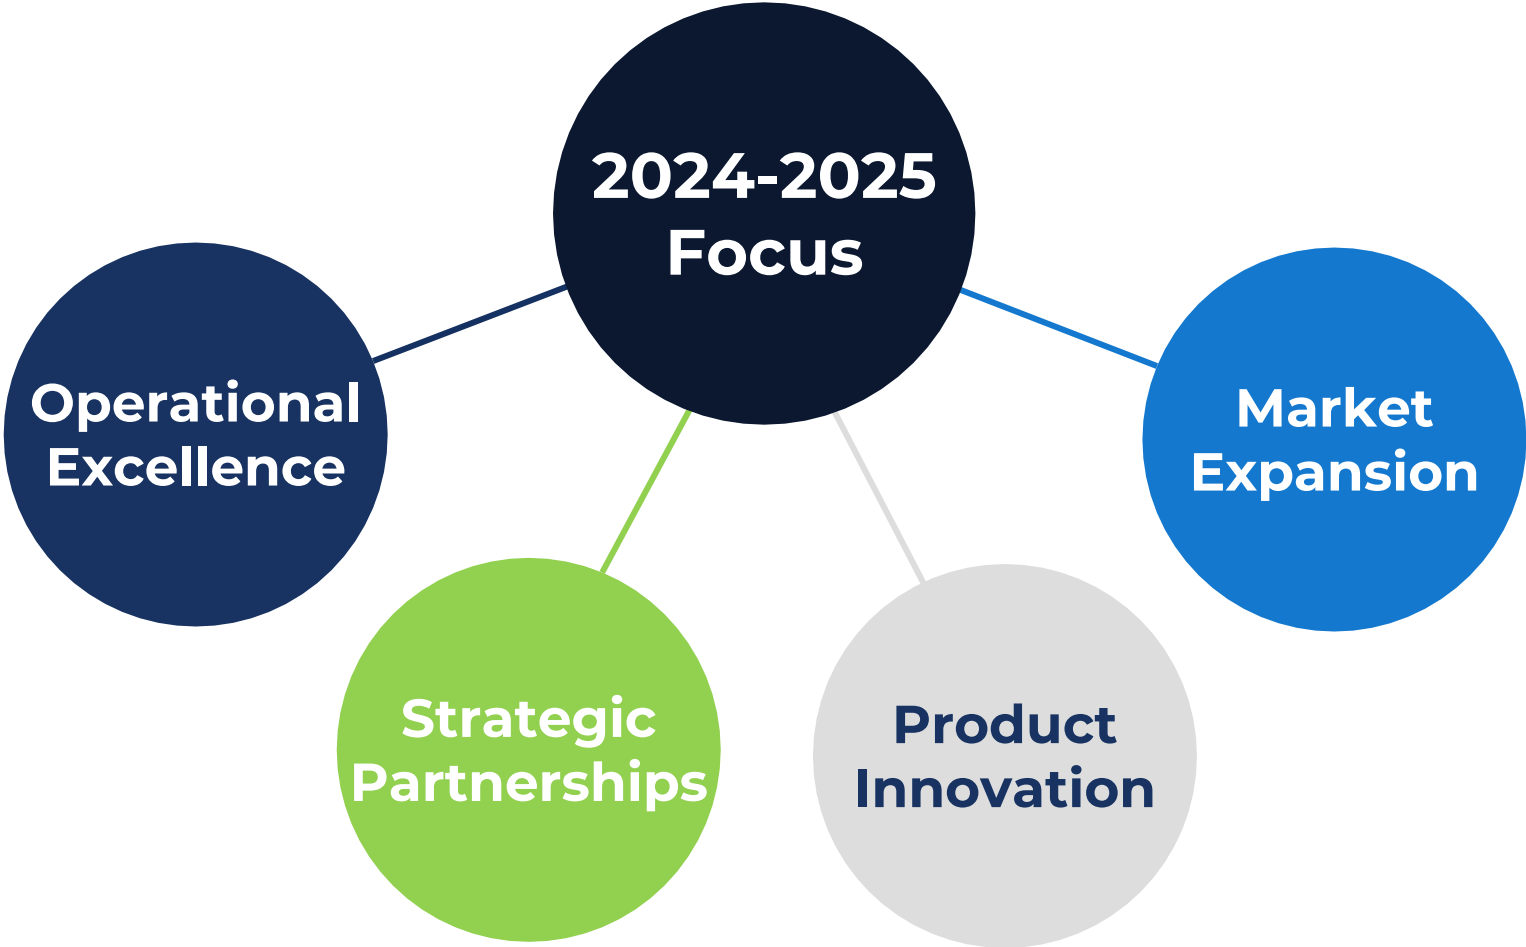 2024-2025
Focus
Operational
Excellence
Strategic
Partnerships
Product
Innovation
Market
Expansion